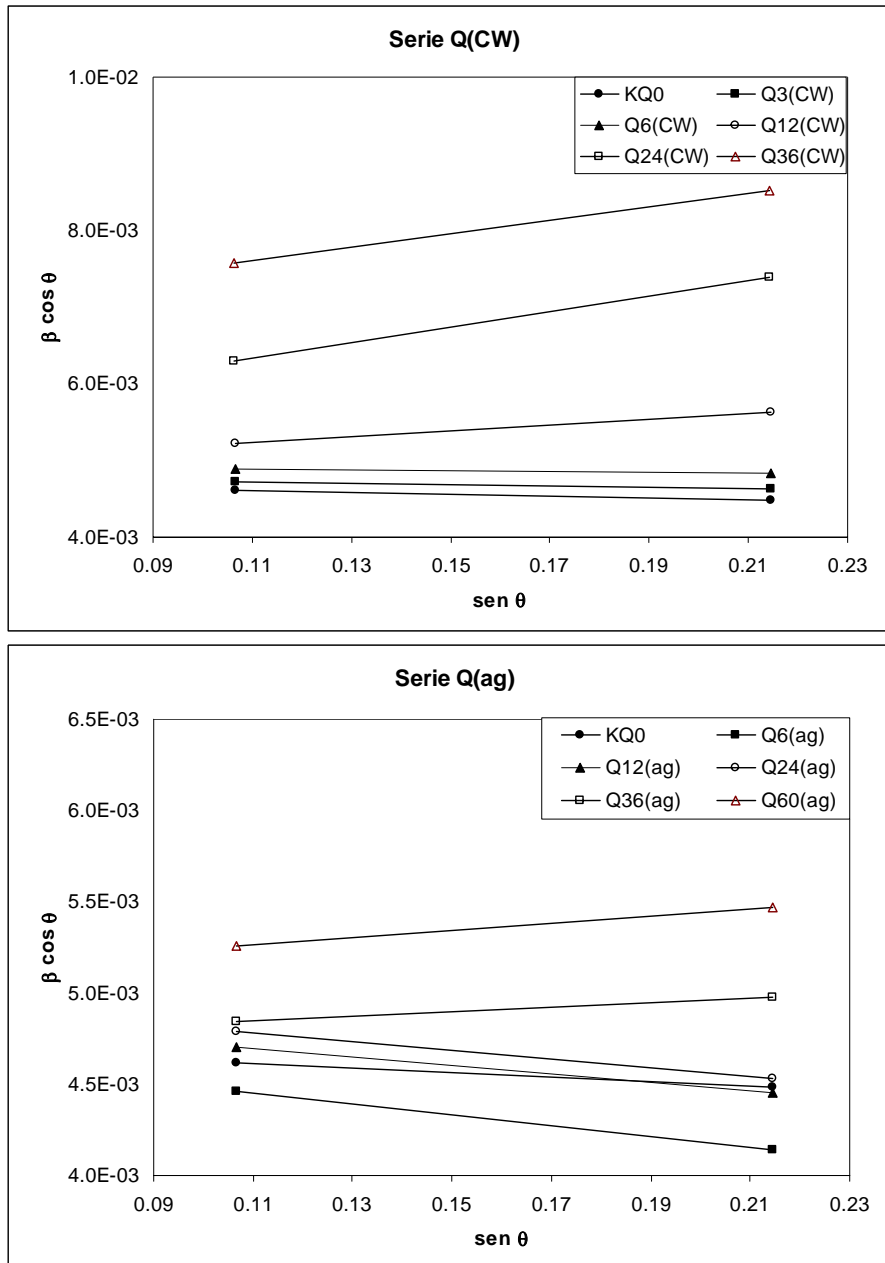 Serie Q(CW)
1.0E-02
KQ0 Q3(CW)
Q6(CW) Q12(CW)
Q24(CW) Q36(CW)
8.0E-03
β cos θ
6.0E-03
4.0E-03
0.09 0.11 0.13 0.15 0.17 0.19 0.21 0.23
sen θ
Serie Q(ag)
6.5E-03
KQ0 Q6(ag)
Q12(ag) Q24(ag)
Q36(ag) Q60(ag)
6.0E-03
5.5E-03
β cos θ
5.0E-03
4.5E-03
4.0E-03
0.09 0.11 0.13 0.15 0.17 0.19 0.21 0.23
sen θ